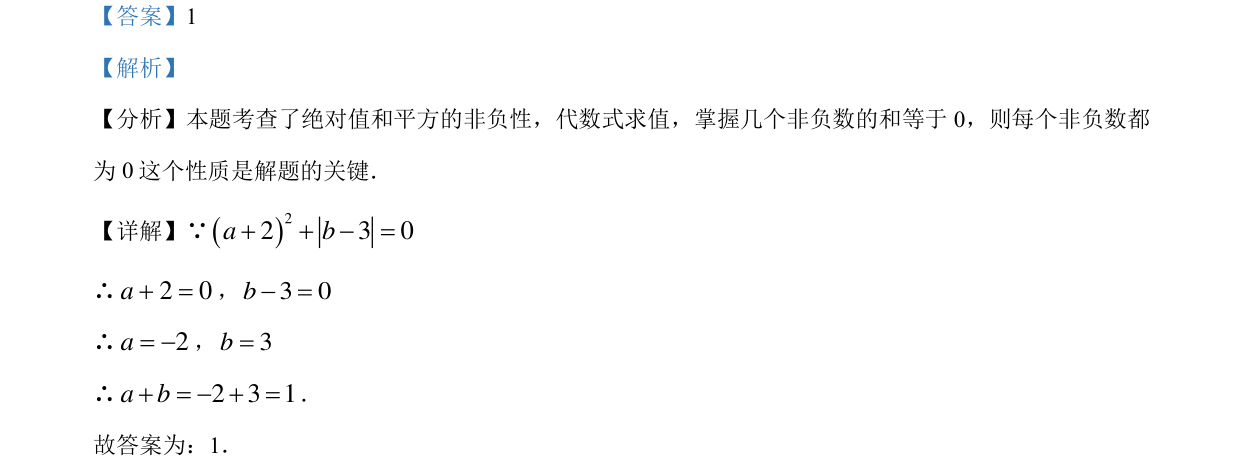 【答案】1
【解析】
【分析】本题考查了绝对值和平方的非负性，代数式求值，掌握几个非负数的和等于 0，则每个非负数都
为 0 这个性质是解题的关键．
【详解】∵(a+2)²+|b−3|=0
∴a+2=0，b−3=0
∴a=−2，b=3
∴a+b=−2+3=1．
故答案为：1．